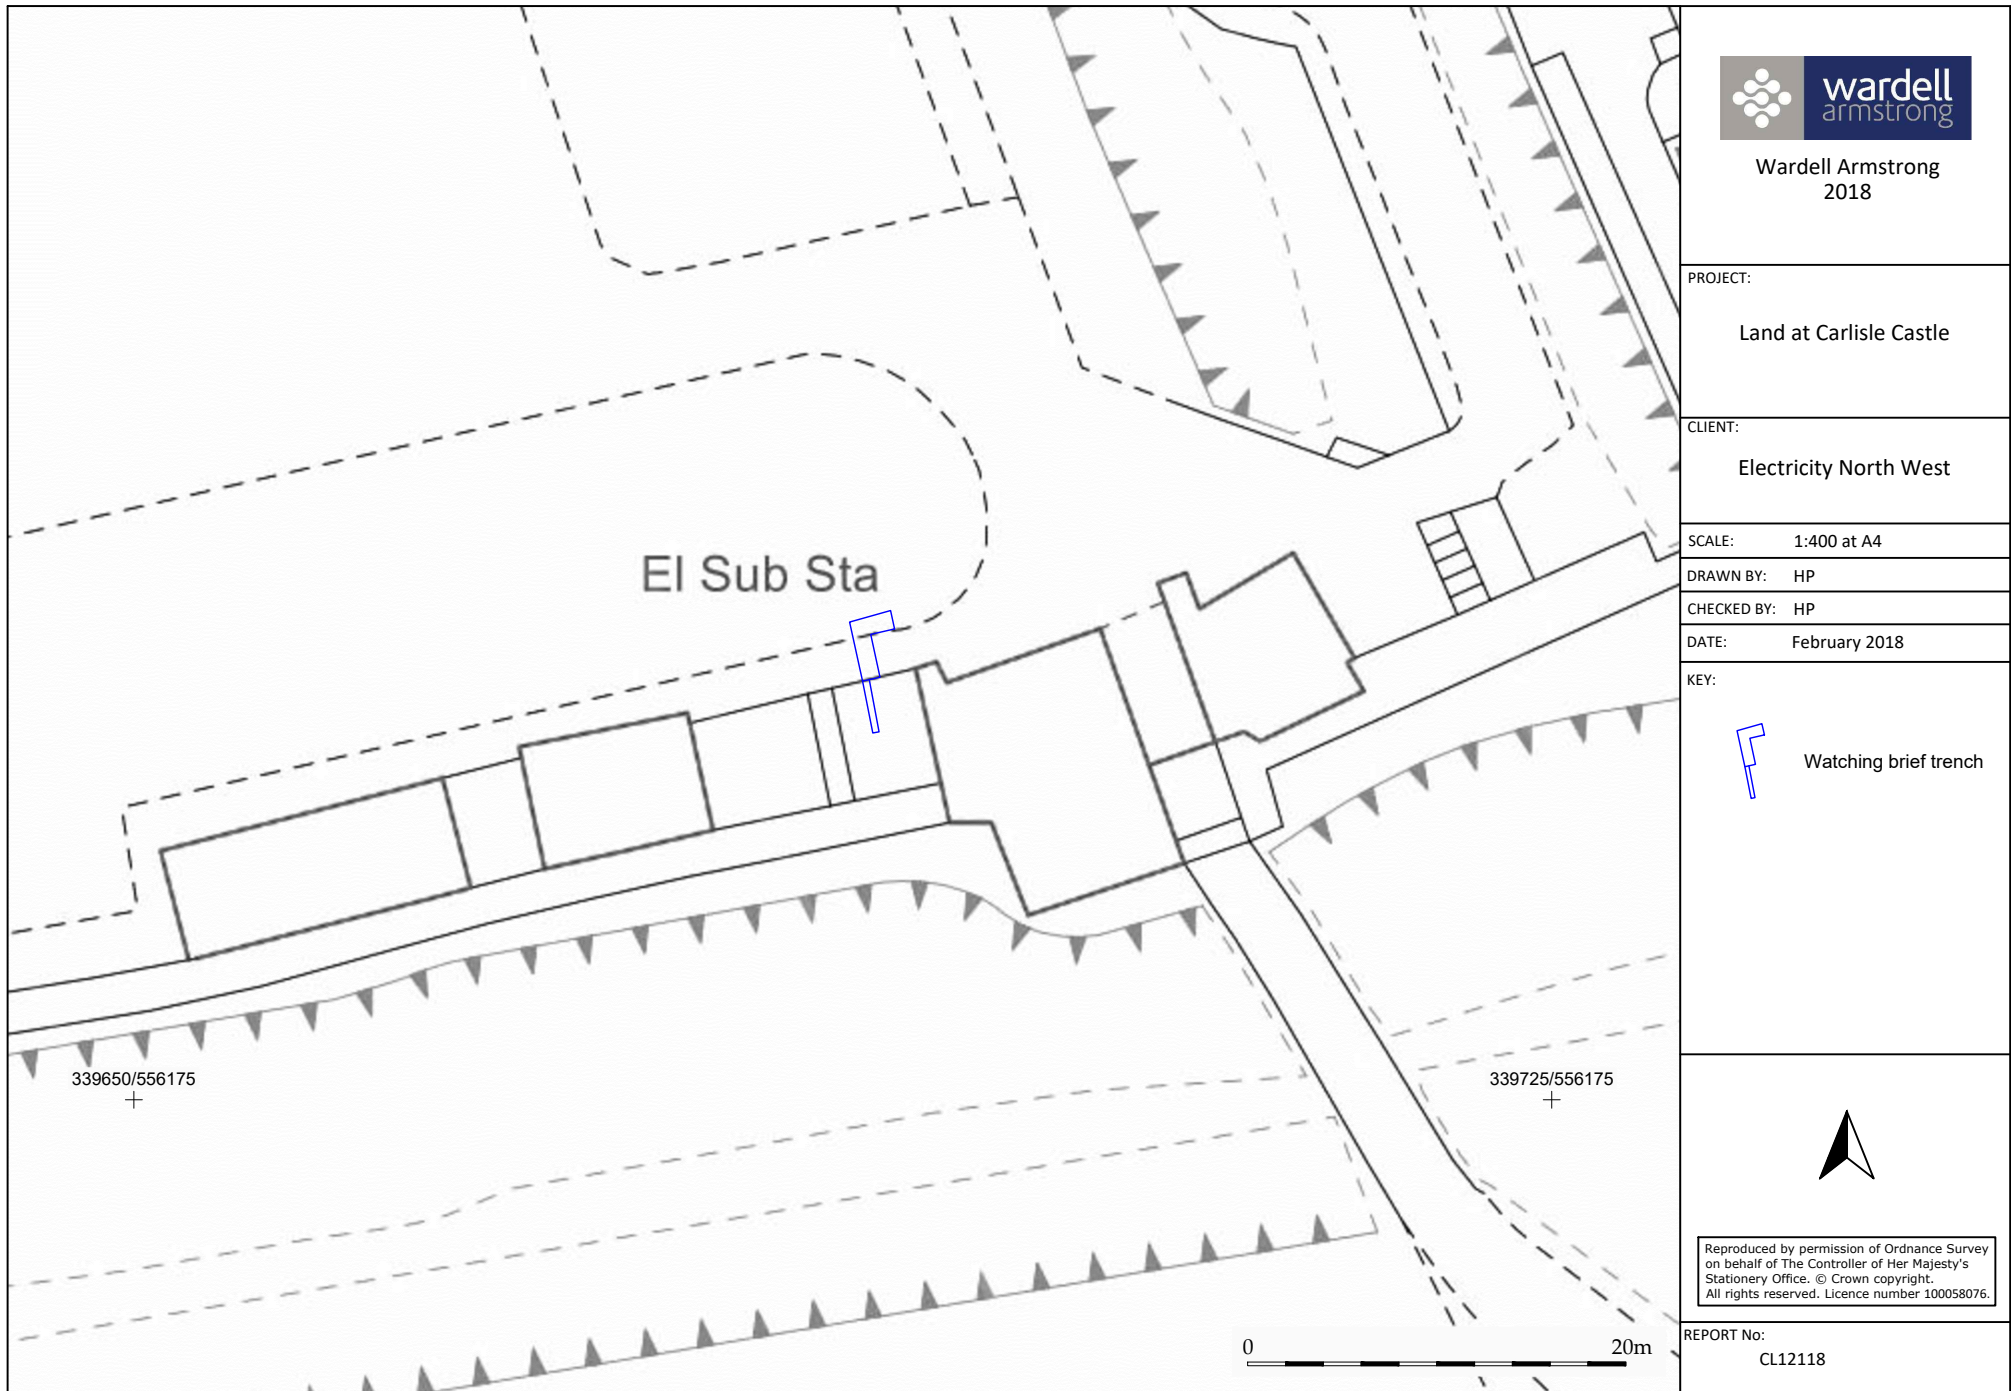 wardell
armstrong
Wardell Armstrong
2018
PROJECT:
Land at Carlisle Castle
CLIENT:
Electricity North West
SCALE: 1:400 at A4
DRAWN BY: HP
CHECKED BY: HP
DATE: February 2018
KEY:
Watching brief trench
El Sub Sta
339650/556175
339725/556175
0 20m
Reproduced by permission of Ordnance Survey
on behalf of The Controller of Her Majesty's
Stationery Office. © Crown copyright.
All rights reserved. Licence number 100058076.
REPORT No:
CL12118